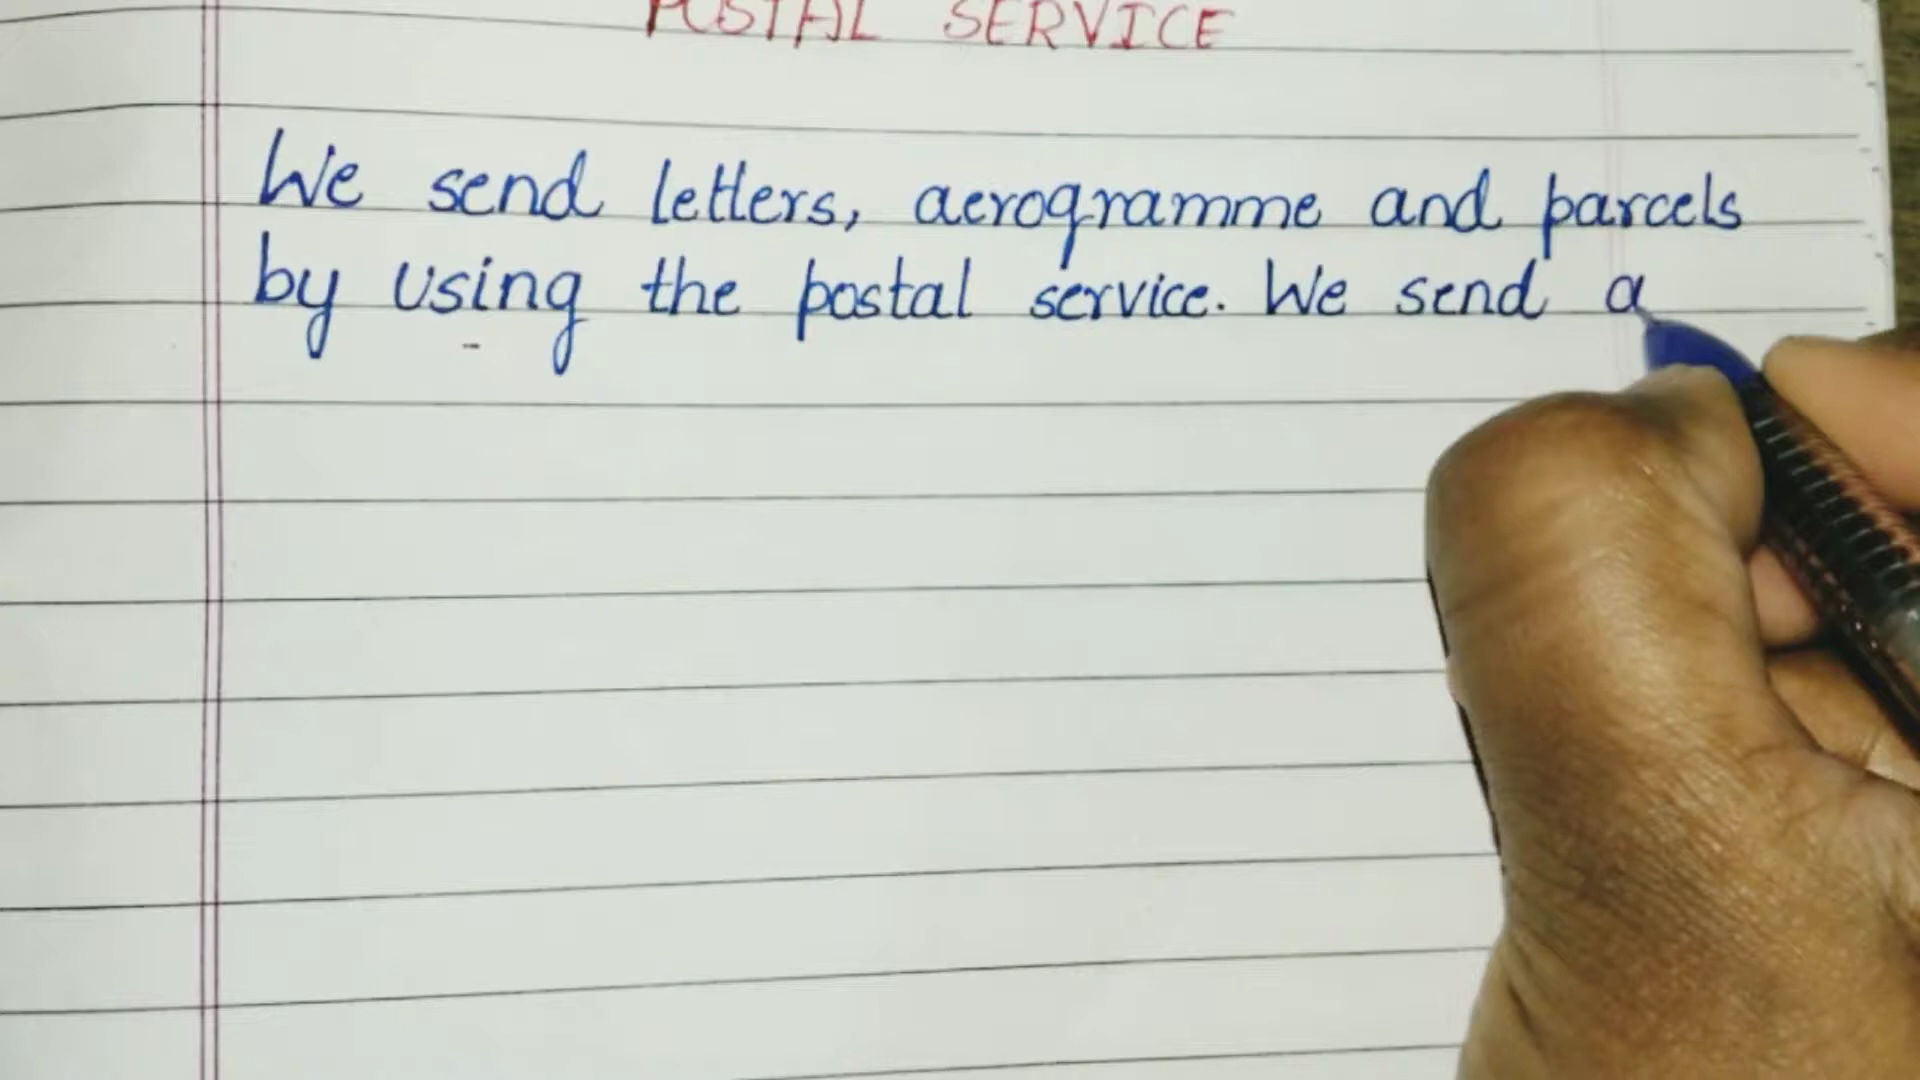 POSTAL SERVICE
We send letters, aerogramme and parcels
by using the postal service. We send a